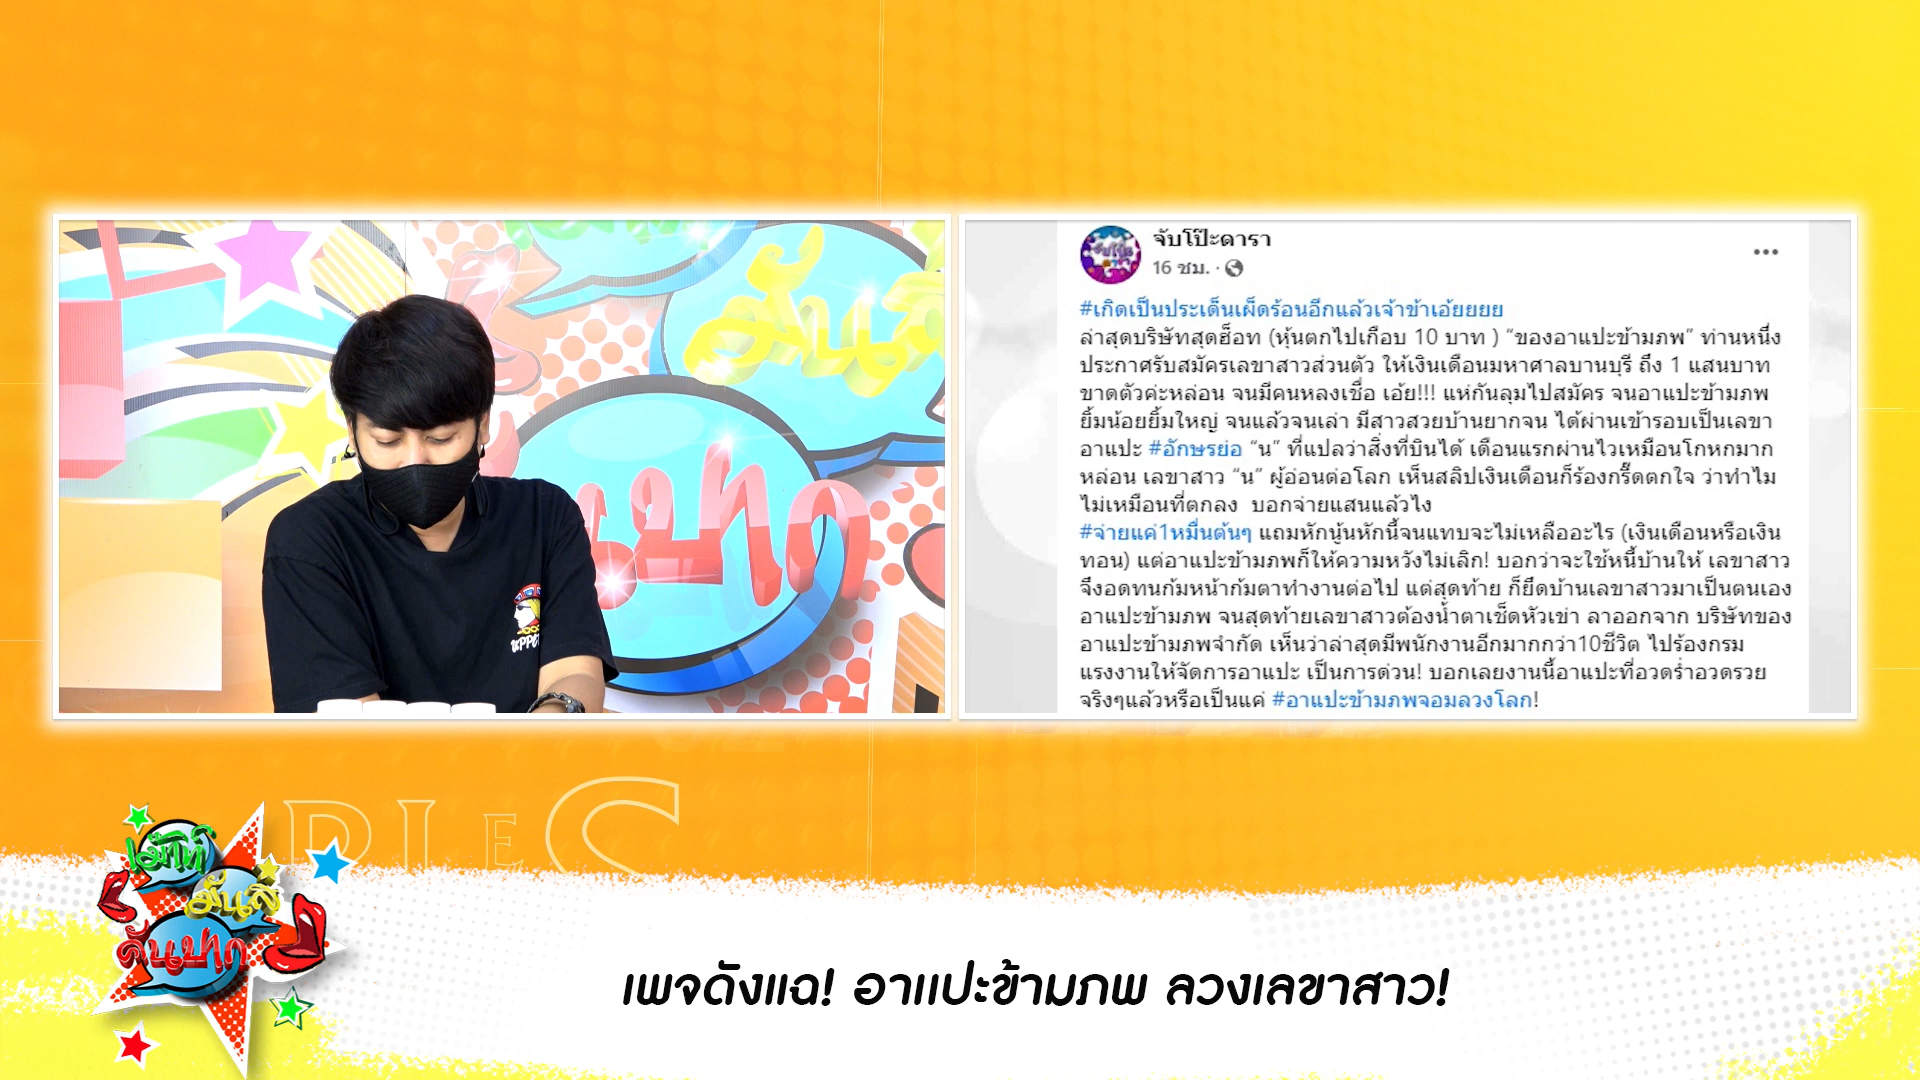 จับโป๊ะดารา
16 ชม. ·
#เกิดเป็นประเด็นเผ็ดร้อนอีกแล้วเจ้าข้าเอ้ยยยย
ล่าสุดบริษัทสุดฮ็อท (หุ้นตกไปเกือบ 10 บาท ) “ของอาแปะข้ามภพ” ท่านหนึ่ง
ประกาศรับสมัครเลขาสาวส่วนตัว ให้เงินเดือนมหาศาลบานบุรี ถึง 1 แสนบาท
ขาดตัวค่ะหล่อน จนมีคนหลงเชื่อ เอ้ย!!! แห่กันลุมไปสมัคร จนอาแปะข้ามภพ
ยิ้มน้อยยิ้มใหญ่ จนแล้วจนเล่า มีสาวสวยบ้านยากจน ได้ผ่านเข้ารอบเป็นเลขา
อาแปะ #อักษรย่อ “น” ที่แปลว่าสิ่งที่บินได้ เดือนแรกผ่านไวเหมือนโกหกมาก
หล่อน เลขาสาว “น” ผู้อ่อนต่อโลก เห็นสลิปเงินเดือนก็ร้องกรี๊ดตกใจ ว่าทำไม
ไม่เหมือนที่ตกลง บอกจ่ายแสนแล้วไง
#จ่ายแค่1หมื่นต้นๆ แถมหักนู้นหักนี้จนแทบจะไม่เหลืออะไร (เงินเดือนหรือเงิน
ทอน) แต่อาแปะข้ามภพก็ให้ความหวังไม่เลิก! บอกว่าจะใช้หนี้บ้านให้ เลขาสาว
จึงอดทนก้มหน้าก้มตาทำงานต่อไป แต่สุดท้าย ก็ยึดบ้านเลขาสาวมาเป็นตนเอง
อาแปะข้ามภพ จนสุดท้ายเลขาสาวต้องน้ำตาเช็ดหัวเข่า ลาออกจาก บริษัทของ
อาแปะข้ามภพจำกัด เห็นว่าล่าสุดมีพนักงานอีกมากกว่า10ชีวิต ไปร้องกรม
แรงงานให้จัดการอาแปะ เป็นการด่วน! บอกเลยงานนี้อาแปะที่อวดร่ำอวดรวย
จริงๆแล้วหรือเป็นแค่ #อาแปะข้ามภพจอมลวงโลก!
เม้าท์
มันส์
คันปาก
เพจดังแฉ! อาแปะข้ามภพ ลวงเลขาสาว!